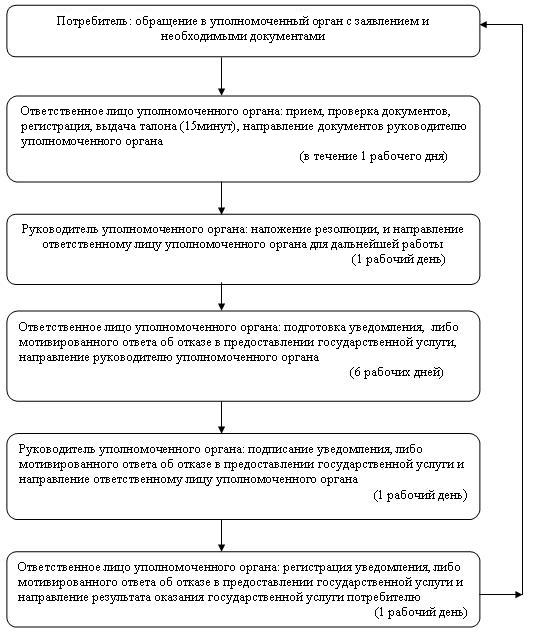 Потребитель: обращение в уполномоченный орган с заявлением и
необходимыми документами
Ответственное лицо уполномоченного органа: прием, проверка документов,
регистрация, выдача талона (15минут), направление документов руководителю
уполномоченного органа
(в течение 1 рабочего дня)
Руководитель уполномоченного органа: наложение резолюции, и направление
ответственному лицу уполномоченного органа для дальнейшей работы
(1 рабочий день)
Ответственное лицо уполномоченного органа: подготовка уведомления, либо
мотивированного ответа об отказе в предоставлении государственной услуги,
направление руководителю уполномоченного органа
(6 рабочих дней)
Руководитель уполномоченного органа: подписание уведомления, либо
мотивированного ответа об отказе в предоставлении государственной услуги и
направление ответственному лицу уполномоченного органа
(1 рабочий день)
Ответственное лицо уполномоченного органа: регистрация уведомления, либо
мотивированного ответа об отказе в предоставлении государственной услуги и
направление результата оказания государственной услуги потребителю
(1 рабочий день)